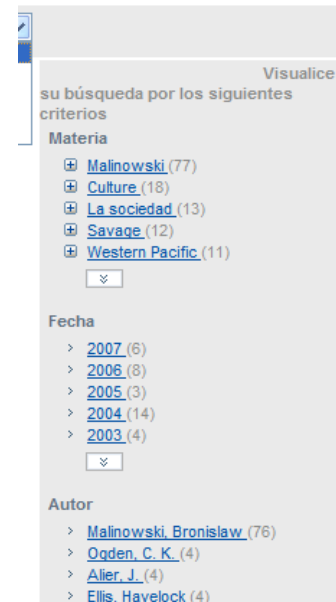 Visualice
su búsqueda por los siguientes
criterios
Materia
Malinowski (77)
Culture (18)
La sociedad (13)
Savage (12)
Western Pacific (11)
Fecha
2007 (6)
2006 (8)
2005 (3)
2004 (14)
2003 (4)
Autor
Malinowski, Bronislaw (76)
Ogden, C. K. (4)
Alier, J. (4)
Ellis, Havelock (4)